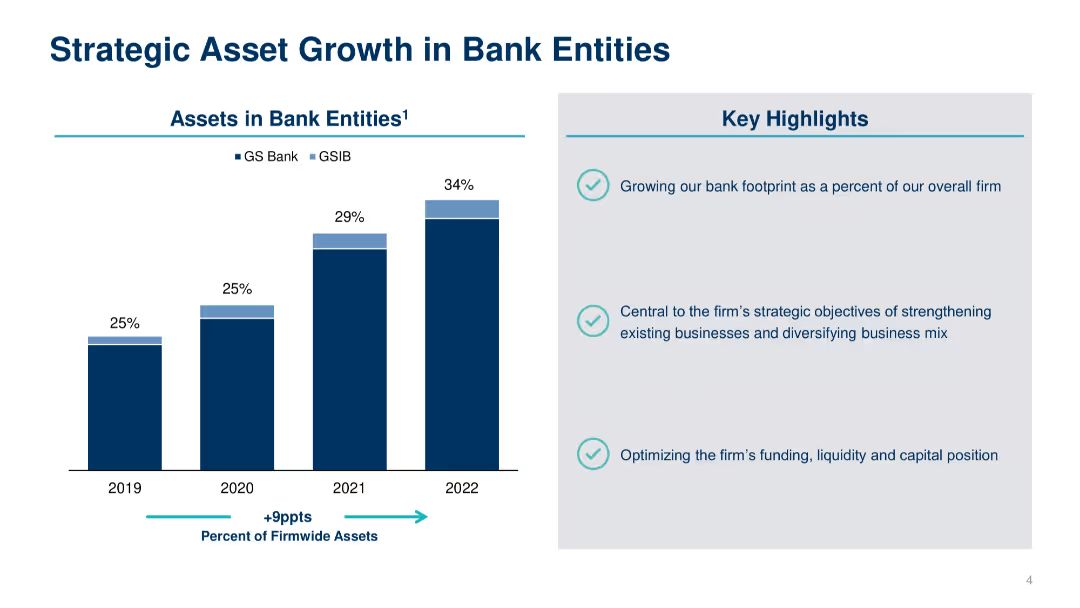 Strategic Asset Growth in Bank Entities
Assets in Bank Entities¹
GS Bank GSIB
25%
25%
29%
34%
2019 2020 2021 2022
+9ppts
Percent of Firmwide Assets
Key Highlights
Growing our bank footprint as a percent of our overall firm
Central to the firm's strategic objectives of strengthening
existing businesses and diversifying business mix
Optimizing the firm's funding, liquidity and capital position
4